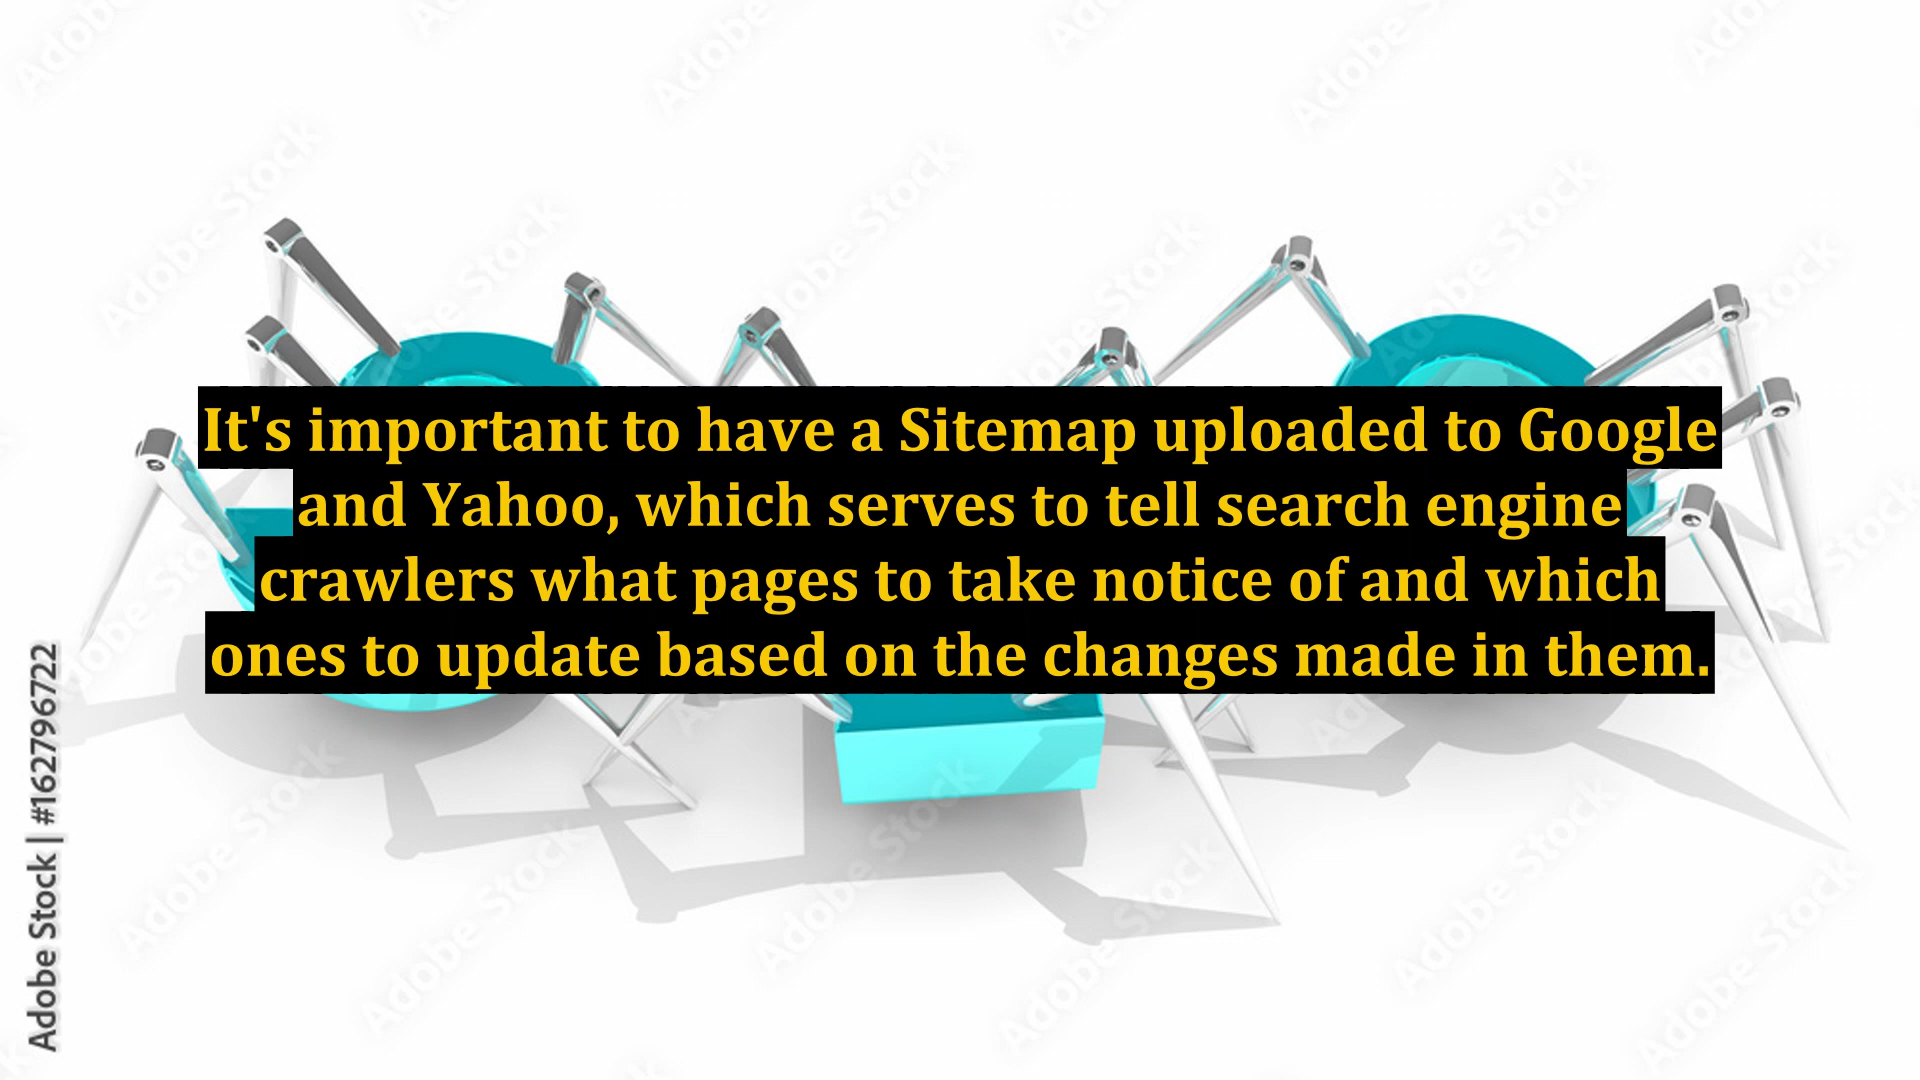 It's important to have a Sitemap uploaded to Google
and Yahoo, which serves to tell search engine
crawlers what pages to take notice of and which
ones to update based on the changes made in them.
Adobe Stock | #162796722